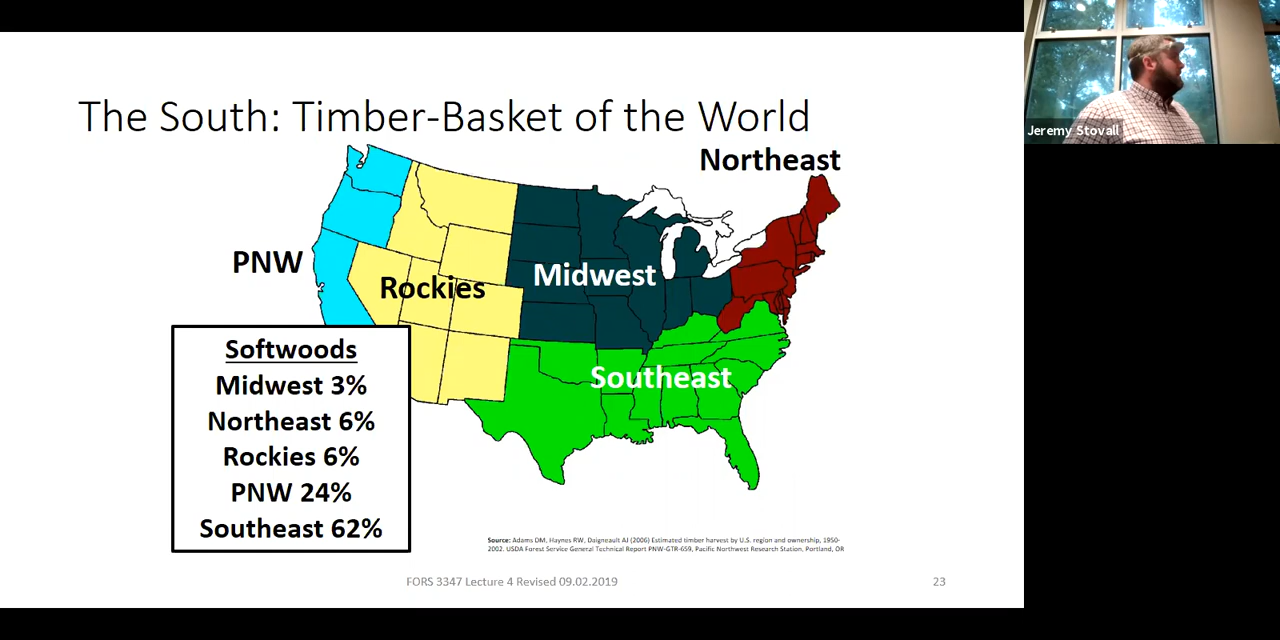 The South: Timber-Basket of the World
Jeremy Stovall
Northeast
PNW
Rockies
Midwest
Southeast
Softwoods
Midwest 3%
Northeast 6%
Rockies 6%
PNW 24%
Southeast 62%
Source: Adams DM, Haynes RW, Daigneault AJ (2006) Estimated timber harvest by U.S. region and ownership, 1950-
2002. USDA Forest Service General Technical Report PNW-GTR-659, Pacific Northwest Research Station, Portland, OR
FORS 3347 Lecture 4 Revised 09.02.2019
23